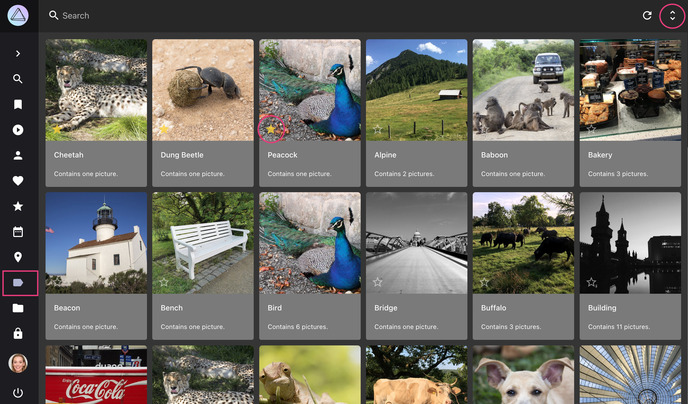 Search
Cheetah
Contains one picture.
Dung Beetle
Contains one picture.
Peacock
Contains one picture.
Alpine
Contains 2 pictures.
Baboon
Contains one picture.
Bakery
Contains 3 pictures.
Beacon
Contains one picture.
Bench
Contains one picture.
Bird
Contains 6 pictures.
Bridge
Contains one picture.
Buffalo
Contains 3 pictures.
Building
Contains 11 pictures.
Coca-Cola